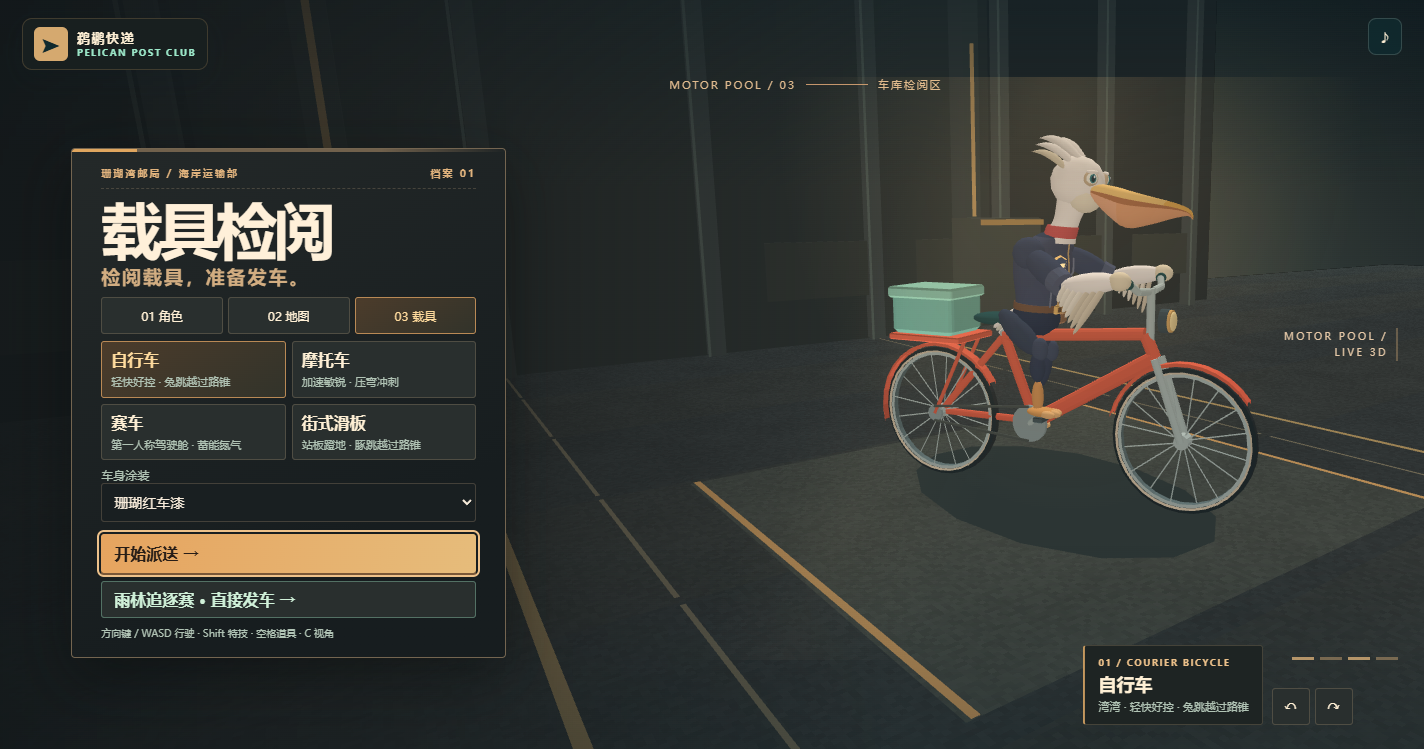 鹈鹕快递
PELICAN POST CLUB
♪
MOTOR POOL / 03
车库检阅区
珊瑚湾邮局 / 海岸运输部
档案 01
载具检阅
检阅载具，准备发车。
01 角色
02 地图
03 载具
自行车
轻快好控 · 兔跳越过路锥
摩托车
加速敏锐 · 压弯冲刺
赛车
第一人称驾驶舱 · 蓄能氮气
街式滑板
站板蹬地 · 豚跳越过路锥
车身涂装
珊瑚红车漆
开始派送 →
雨林追逐赛 • 直接发车 →
方向键 / WASD 行驶 · Shift 特技 · 空格道具 · C 视角
MOTOR POOL /
LIVE 3D
01 / COURIER BICYCLE
自行车
湾湾 · 轻快好控 · 兔跳越过路锥